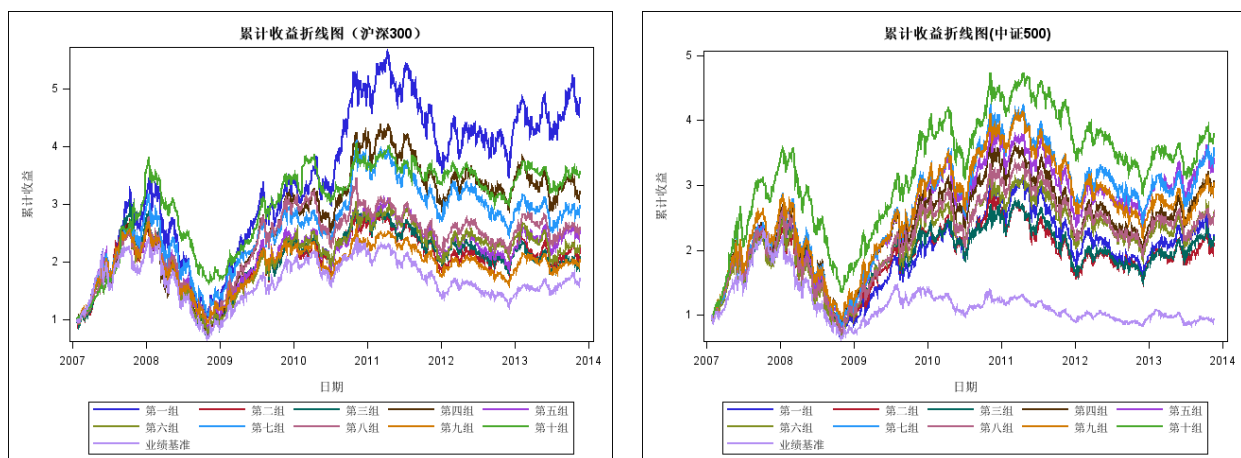 累计收益折线图（沪深300）
累计收益
5
4
3
2
1
2007 2008 2009 2010 2011 2012 2013 2014
日期
第一组 第二组 第三组 第四组 第五组
第六组 第七组 第八组 第九组 第十组
业绩基准
累计收益折线图(中证500)
累计收益
5
4
3
2
1
2007 2008 2009 2010 2011 2012 2013 2014
日期
第一组 第二组 第三组 第四组 第五组
第六组 第七组 第八组 第九组 第十组
业绩基准